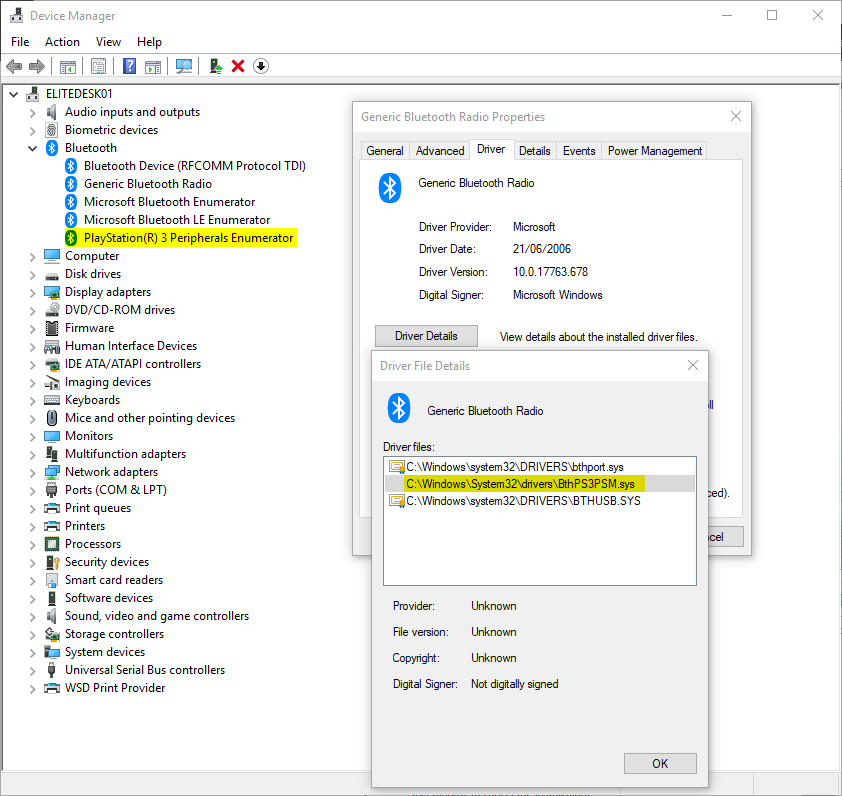 Device Manager
File Action View Help
ELITEDESK01
Audio inputs and outputs
Biometric devices
Bluetooth
Bluetooth Device (RFCOMM Protocol TDI)
Generic Bluetooth Radio
Microsoft Bluetooth Enumerator
Microsoft Bluetooth LE Enumerator
PlayStation(R) 3 Peripherals Enumerator
Computer
Disk drives
Display adapters
DVD/CD-ROM drives
Firmware
Human Interface Devices
IDE ATA/ATAPI controllers
Imaging devices
Keyboards
Mice and other pointing devices
Monitors
Multifunction adapters
Network adapters
Ports (COM & LPT)
Print queues
Printers
Processors
Security devices
Smart card readers
Software devices
Sound, video and game controllers
Storage controllers
System devices
Universal Serial Bus controllers
WSD Print Provider
Generic Bluetooth Radio Properties
General Advanced Driver Details Events Power Management
Generic Bluetooth Radio
Driver Provider: Microsoft
Driver Date: 21/06/2006
Driver Version: 10.0.17763.678
Digital Signer: Microsoft Windows
Driver Details View details about the installed driver files.
Driver File Details
Generic Bluetooth Radio
Driver files:
C:\Windows\system32\DRIVERS\bthport.sys
C:\Windows\System32\drivers\BthPS3PSM.sys
C:\Windows\system32\DRIVERS\BTHUSB.SYS
Provider: Unknown
File version: Unknown
Copyright: Unknown
Digital Signer: Not digitally signed
OK